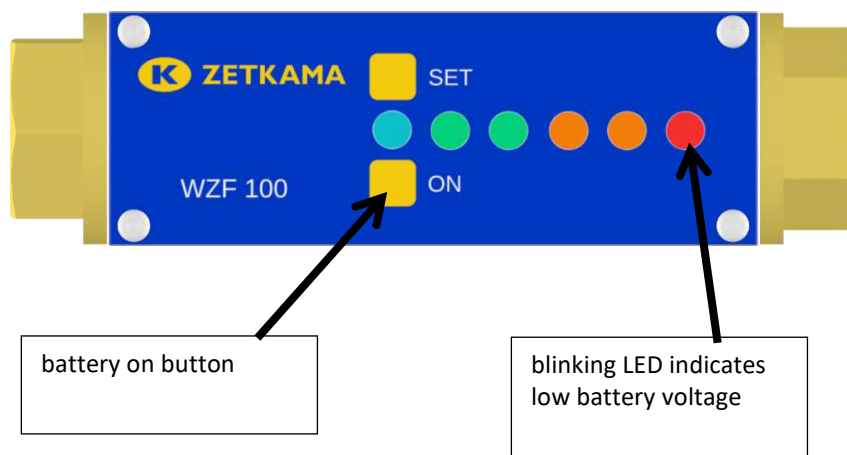 K ZETKAMA
SET
WZF 100
ON
battery on button
blinking LED indicates
low battery voltage